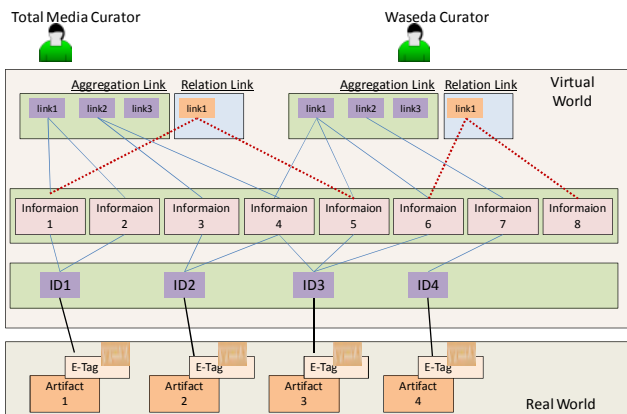 Total Media Curator
Waseda Curator
Aggregation Link
Relation Link
Aggregation Link
Relation Link
Virtual
World
link1
link2
link3
link1
link1
link2
link3
link1
Informaion
1
Informaion
2
Informaion
3
Informaion
4
Informaion
5
Informaion
6
Informaion
7
Informaion
8
ID1
ID2
ID3
ID4
E-Tag
E-Tag
E-Tag
E-Tag
Artifact
1
Artifact
2
Artifact
3
Artifact
4
Real World